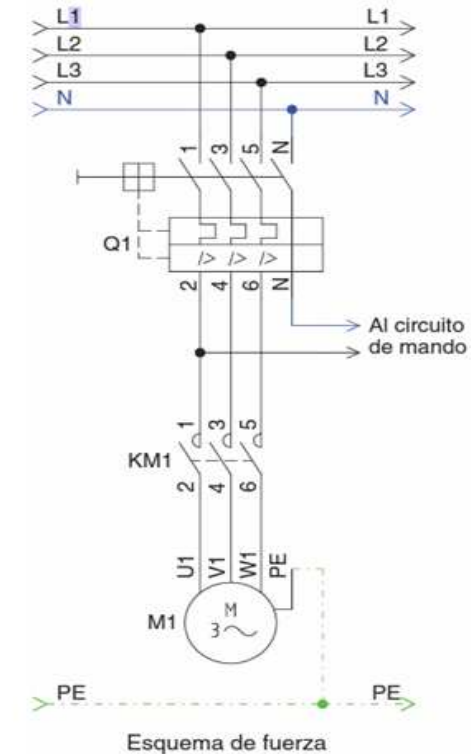 L1 L1
L2 L2
L3 L3
N N
1 3 5 N
Q1
I> I> I>
2 4 6 N
Al circuito
de mando
1 3 5
KM1
2 4 6
U1 V1 W1 PE
M1
M
3~
PE PE
Esquema de fuerza